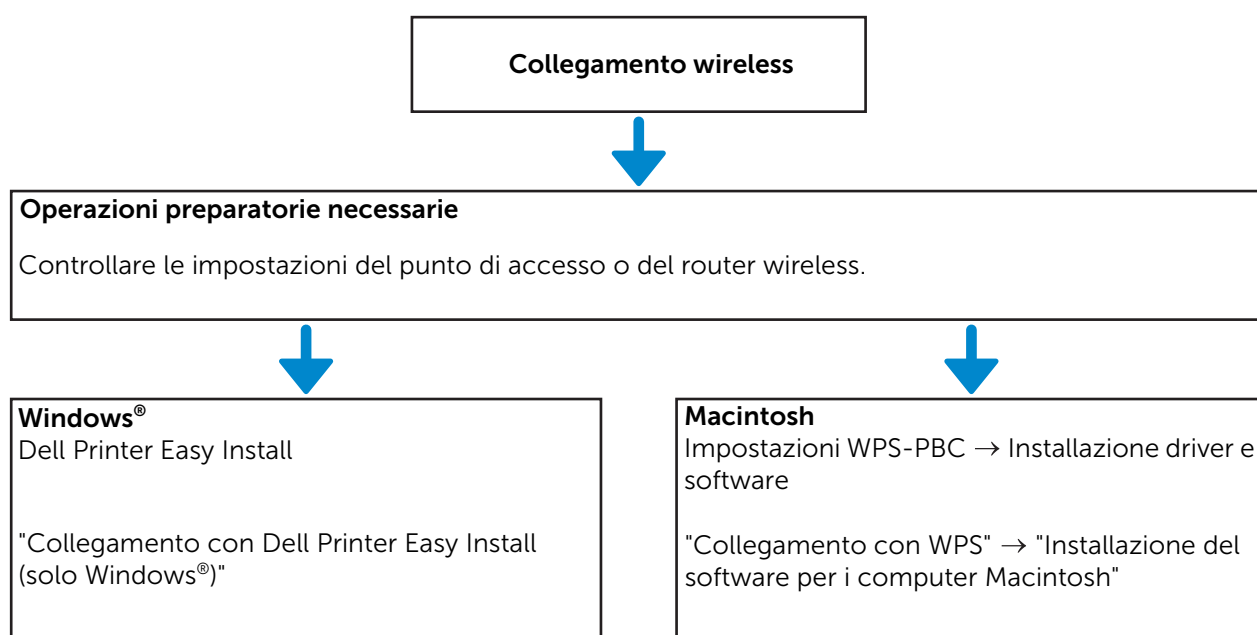 Collegamento wireless
Operazioni preparatorie necessarie
Controllare le impostazioni del punto di accesso o del router wireless.
Windows®
Dell Printer Easy Install
"Collegamento con Dell Printer Easy Install
(solo Windows®)"
Macintosh
Impostazioni WPS-PBC → Installazione driver e
software
"Collegamento con WPS" → "Installazione del
software per i computer Macintosh"